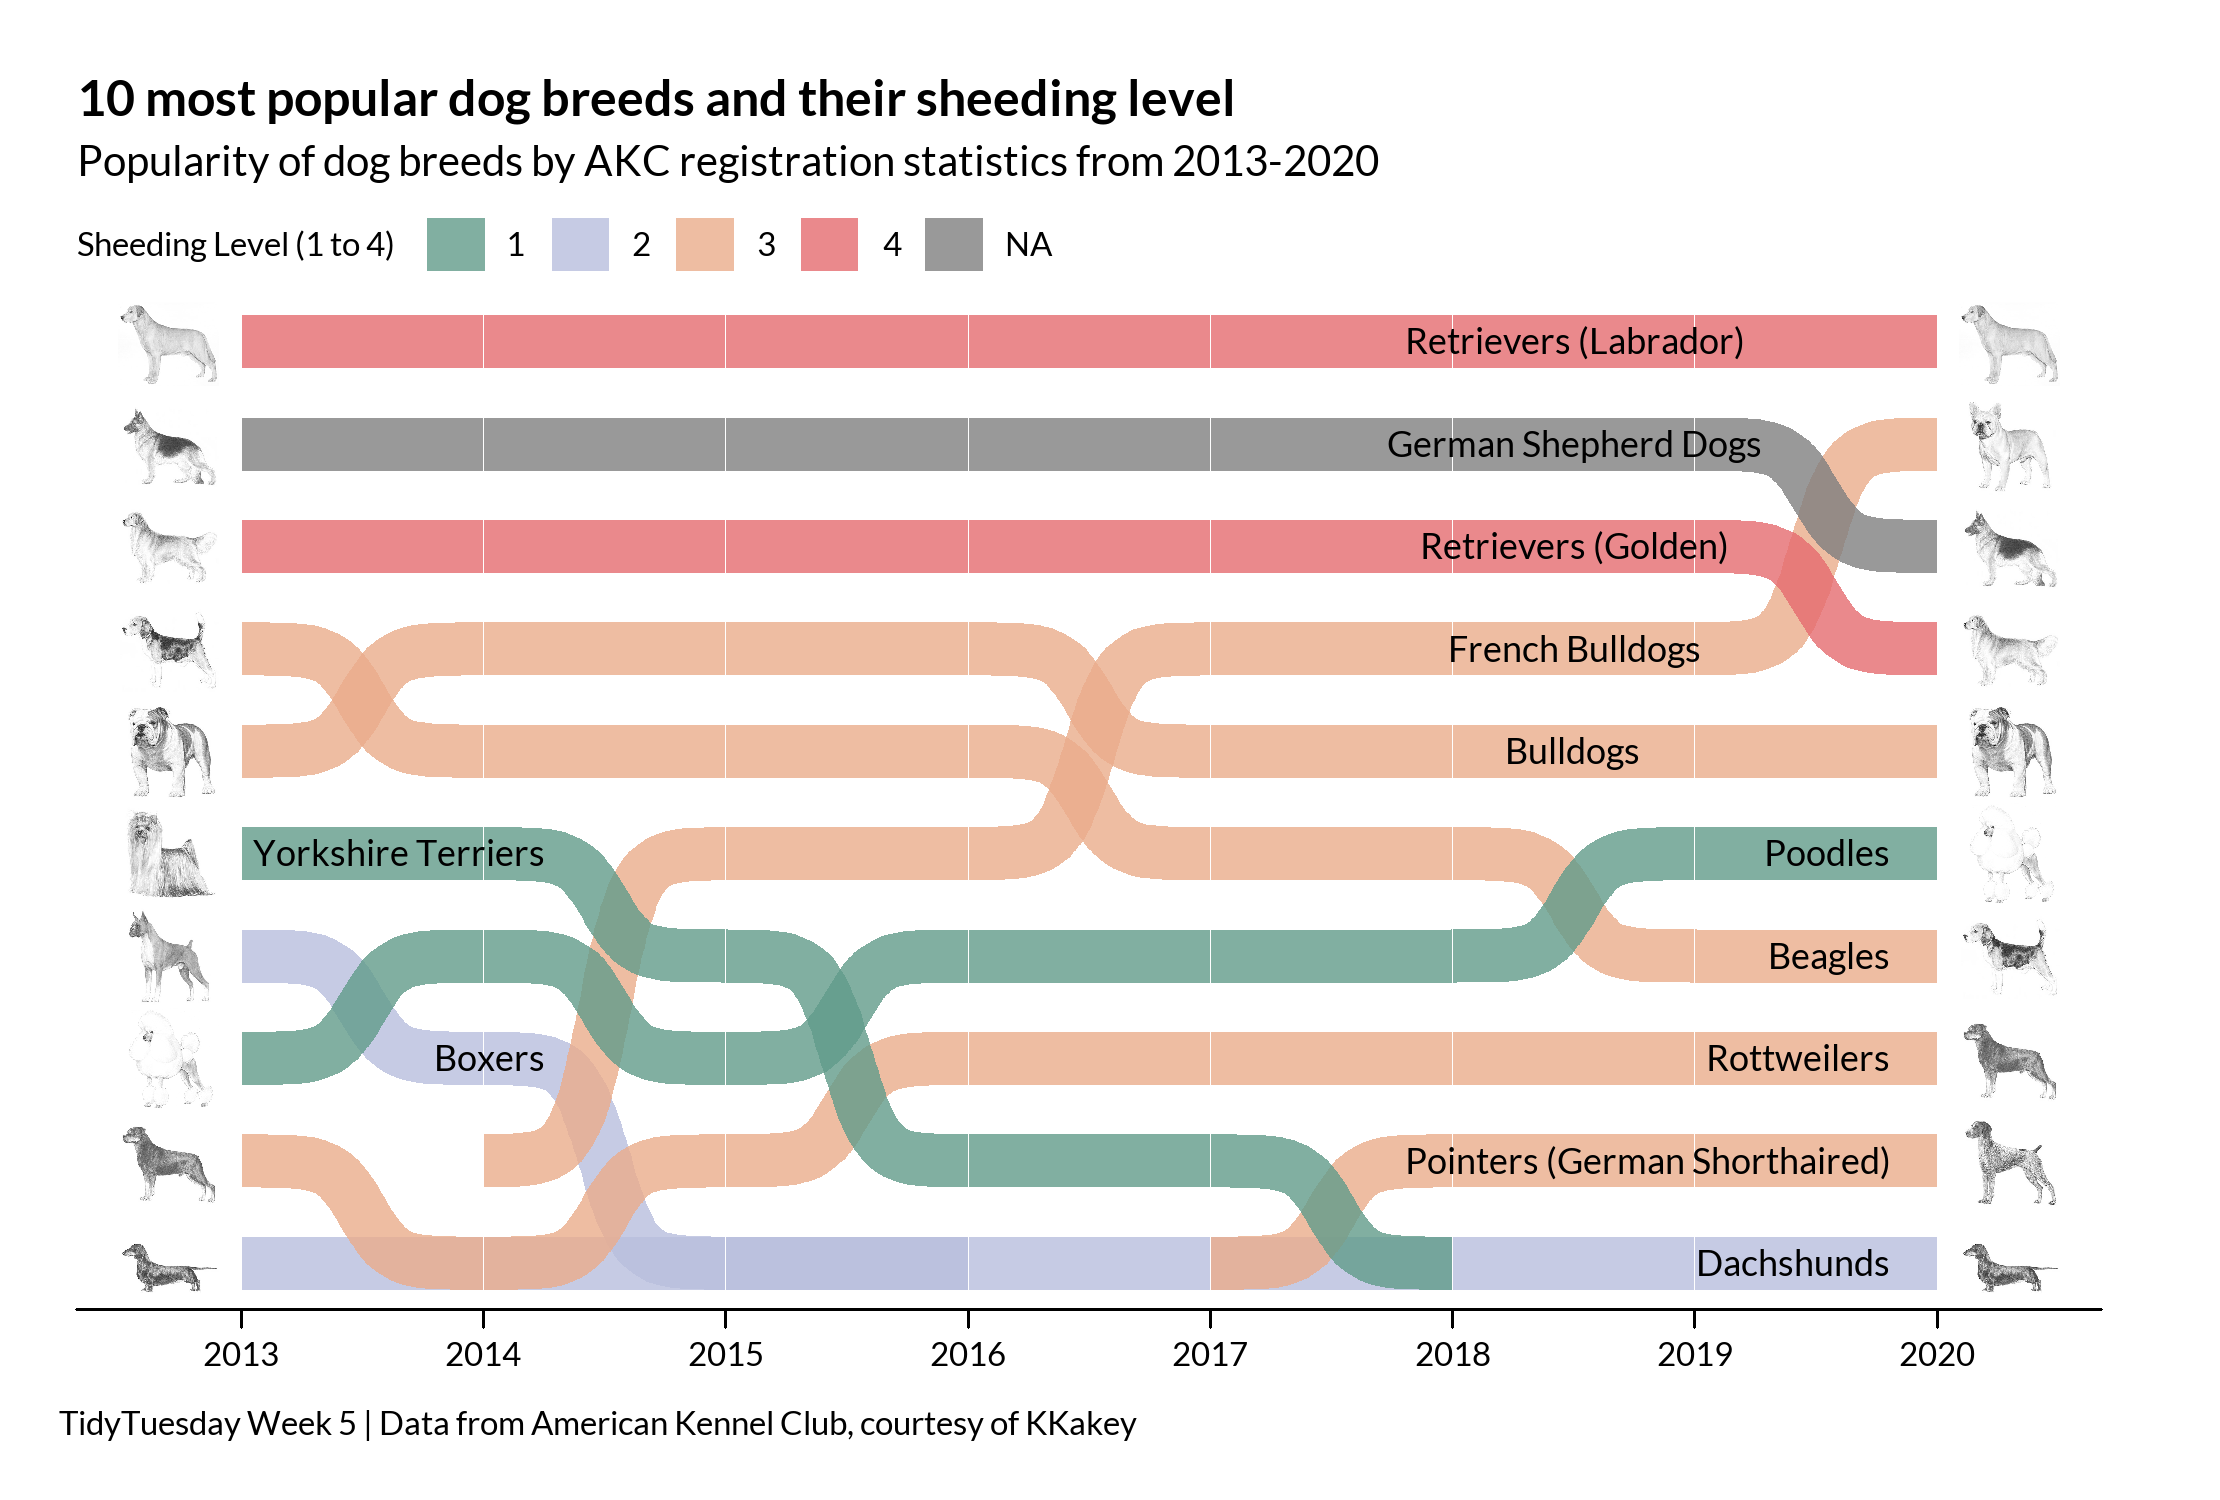 10 most popular dog breeds and their sheeding level
Popularity of dog breeds by AKC registration statistics from 2013-2020
Sheeding Level (1 to 4) 1 2 3 4 NA
Retrievers (Labrador)
German Shepherd Dogs
Retrievers (Golden)
French Bulldogs
Bulldogs
Yorkshire Terriers Poodles
Beagles
Boxers Rottweilers
Pointers (German Shorthaired)
Dachshunds
2013 2014 2015 2016 2017 2018 2019 2020
TidyTuesday Week 5 | Data from American Kennel Club, courtesy of KKakey